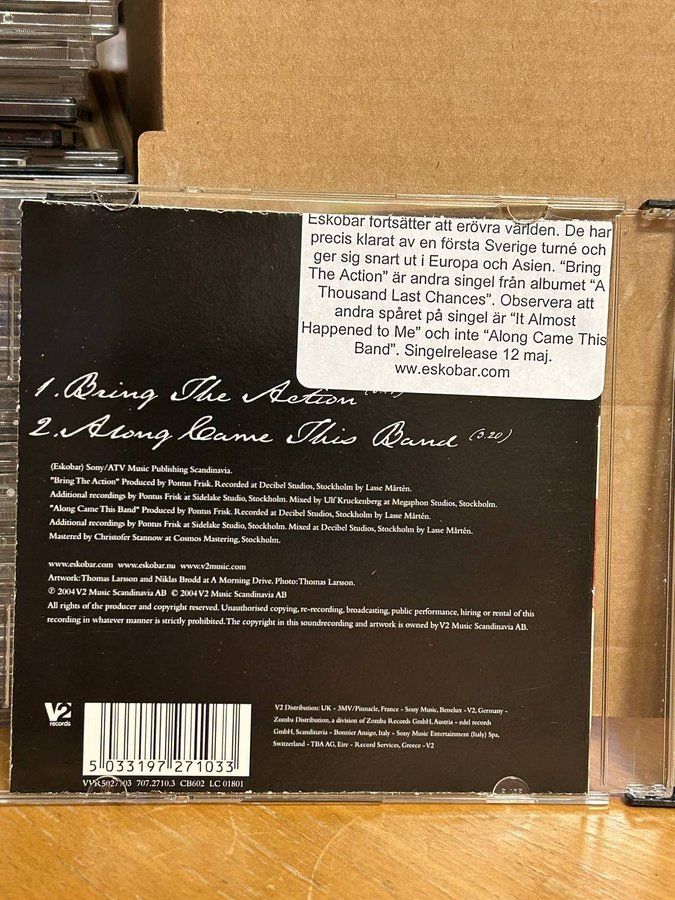 Eskobar fortsätter att erövra världen. De har
precis klarat av en första Sverige turné och
ger sig snart ut i Europa och Asien. “Bring
The Action” är andra singel från albumet “A
Thousand Last Chances”. Observera att
andra spåret på singel är “It Almost
Happened to Me” och inte “Along Came This
Band”. Singelrelease 12 maj.
ww.eskobar.com
1. Bring The Action
2. Along Came This Band (3.20)
(Eskobar) Sony/ATV Music Publishing Scandinavia.
"Bring The Action" Produced by Pontus Frisk. Recorded at Decibel Studios, Stockholm by Lasse Mårtén.
Additional recordings by Pontus Frisk at Sidelake Studio, Stockholm. Mixed by Ulf Kruckenberg at Megaphon Studios, Stockholm.
"Along Came This Band" Produced by Pontus Frisk. Recorded at Decibel Studios, Stockholm by Lasse Mårtén.
Additional recordings by Pontus Frisk at Sidelake Studio, Stockholm. Mixed at Decibel Studios, Stockholm by Lasse Mårtén.
Mastered by Christofer Stannow at Cosmos Mastering, Stockholm.
www.eskobar.com www.eskobar.nu www.v2music.com
Artwork: Thomas Larsson and Niklas Brodd at A Morning Drive. Photo: Thomas Larsson.
℗ 2004 V2 Music Scandinavia AB © 2004 V2 Music Scandinavia AB
All rights of the producer and copyright reserved. Unauthorised copying, re-recording, broadcasting, public performance, hiring or rental of this
recording in whatever manner is strictly prohibited. The copyright in this soundrecording and artwork is owned by V2 Music Scandinavia AB.
V2
records
5 033197 271033
VVR5027103 707.2710.3 CB602 LC 01801
V2 Distribution: UK - 3MV/Pinnacle, France - Sony Music, Benelux - V2, Germany -
Zomba Distribution, a division of Zomba Records GmbH, Austria - edel records
GmbH, Scandinavia - Bonnier Amigo, Italy - Sony Music Entertainment (Italy) Spa,
Switzerland - TBA AG, Eire - Record Services, Greece - V2